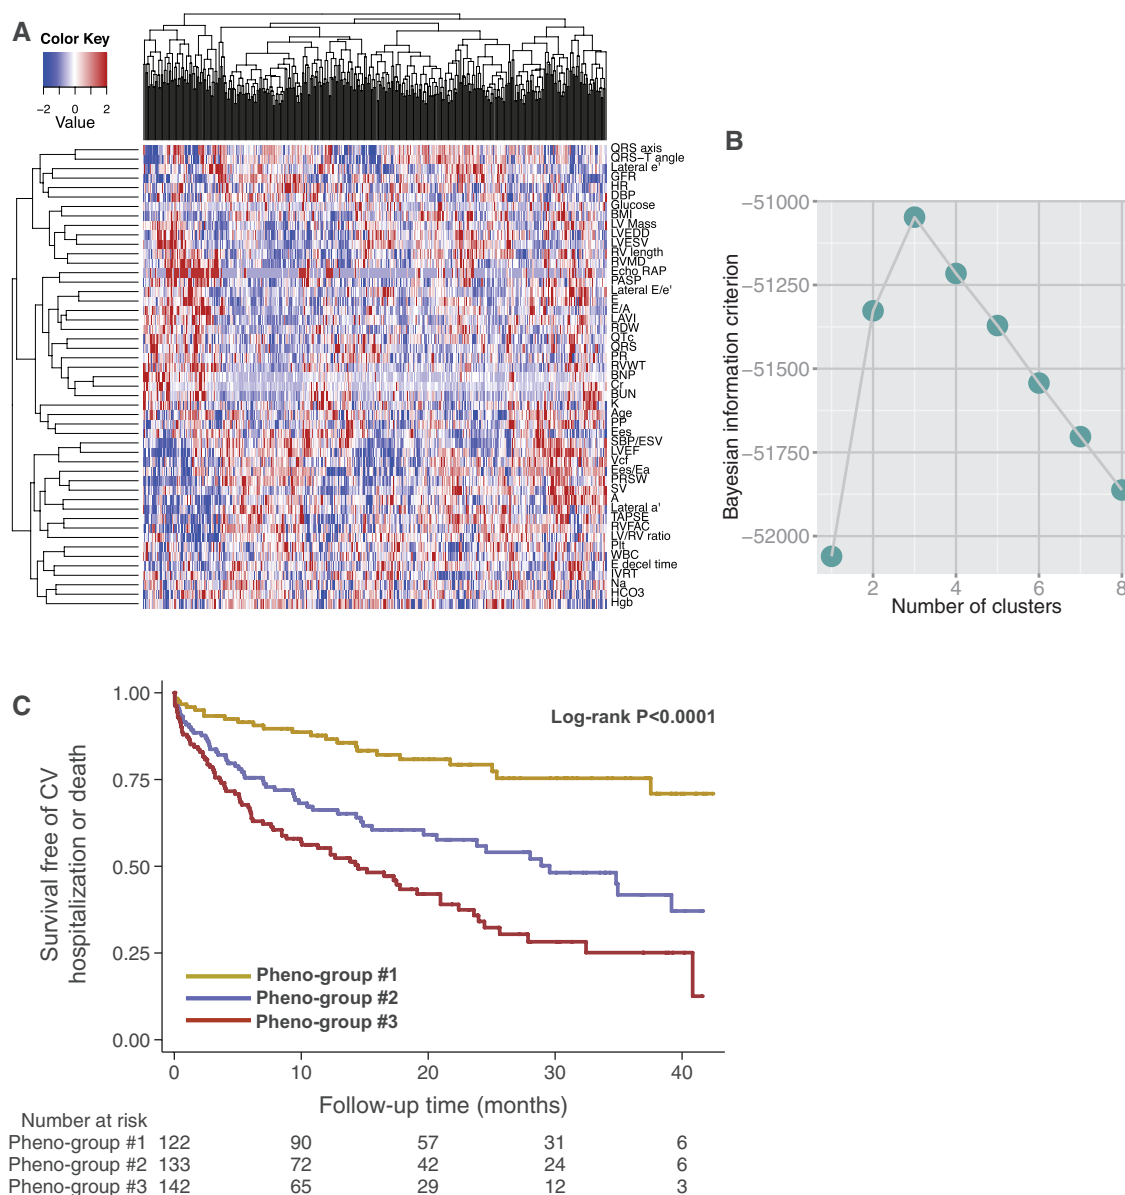 A
Color Key
−2 0 2
Value
QRS axis
QRS−T angle
Lateral e'
GFR
HR
DBP
Glucose
BMI
LV Mass
LVEDD
LVESV
RV length
RVMD
Echo RAP
PASP
Lateral E/e'
E
E/A
LAVI
RDW
QTc
QRS
PR
RVWT
BNP
Cr
BUN
K
Age
PP
Ees
SBP/ESV
LVEF
Vcf
Ees/Ea
PRSW
SV
A
Lateral a'
TAPSE
RVFAC
LV/RV ratio
Plt
WBC
E decel time
IVRT
Na
HCO3
Hgb
B
Bayesian information criterion
−51000
−51250
−51500
−51750
−52000
2 4 6 8
Number of clusters
C
Survival free of CV
hospitalization or death
1.00
0.75
0.50
0.25
0.00
Log-rank P<0.0001
Pheno-group #1
Pheno-group #2
Pheno-group #3
0 10 20 30 40
Follow-up time (months)
Number at risk
Pheno-group #1 122 90 57 31 6
Pheno-group #2 133 72 42 24 6
Pheno-group #3 142 65 29 12 3